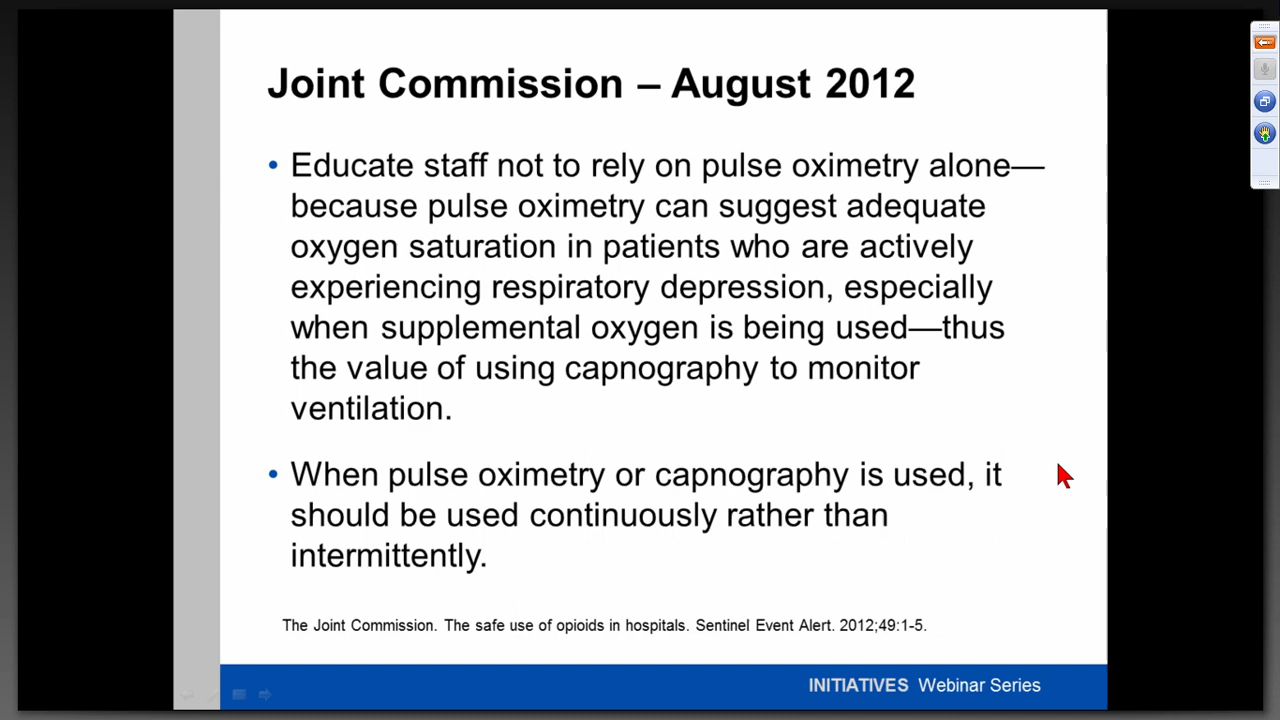 Joint Commission – August 2012
• Educate staff not to rely on pulse oximetry alone—
because pulse oximetry can suggest adequate
oxygen saturation in patients who are actively
experiencing respiratory depression, especially
when supplemental oxygen is being used—thus
the value of using capnography to monitor
ventilation.
• When pulse oximetry or capnography is used, it
should be used continuously rather than
intermittently.
The Joint Commission. The safe use of opioids in hospitals. Sentinel Event Alert. 2012;49:1-5.
INITIATIVES Webinar Series